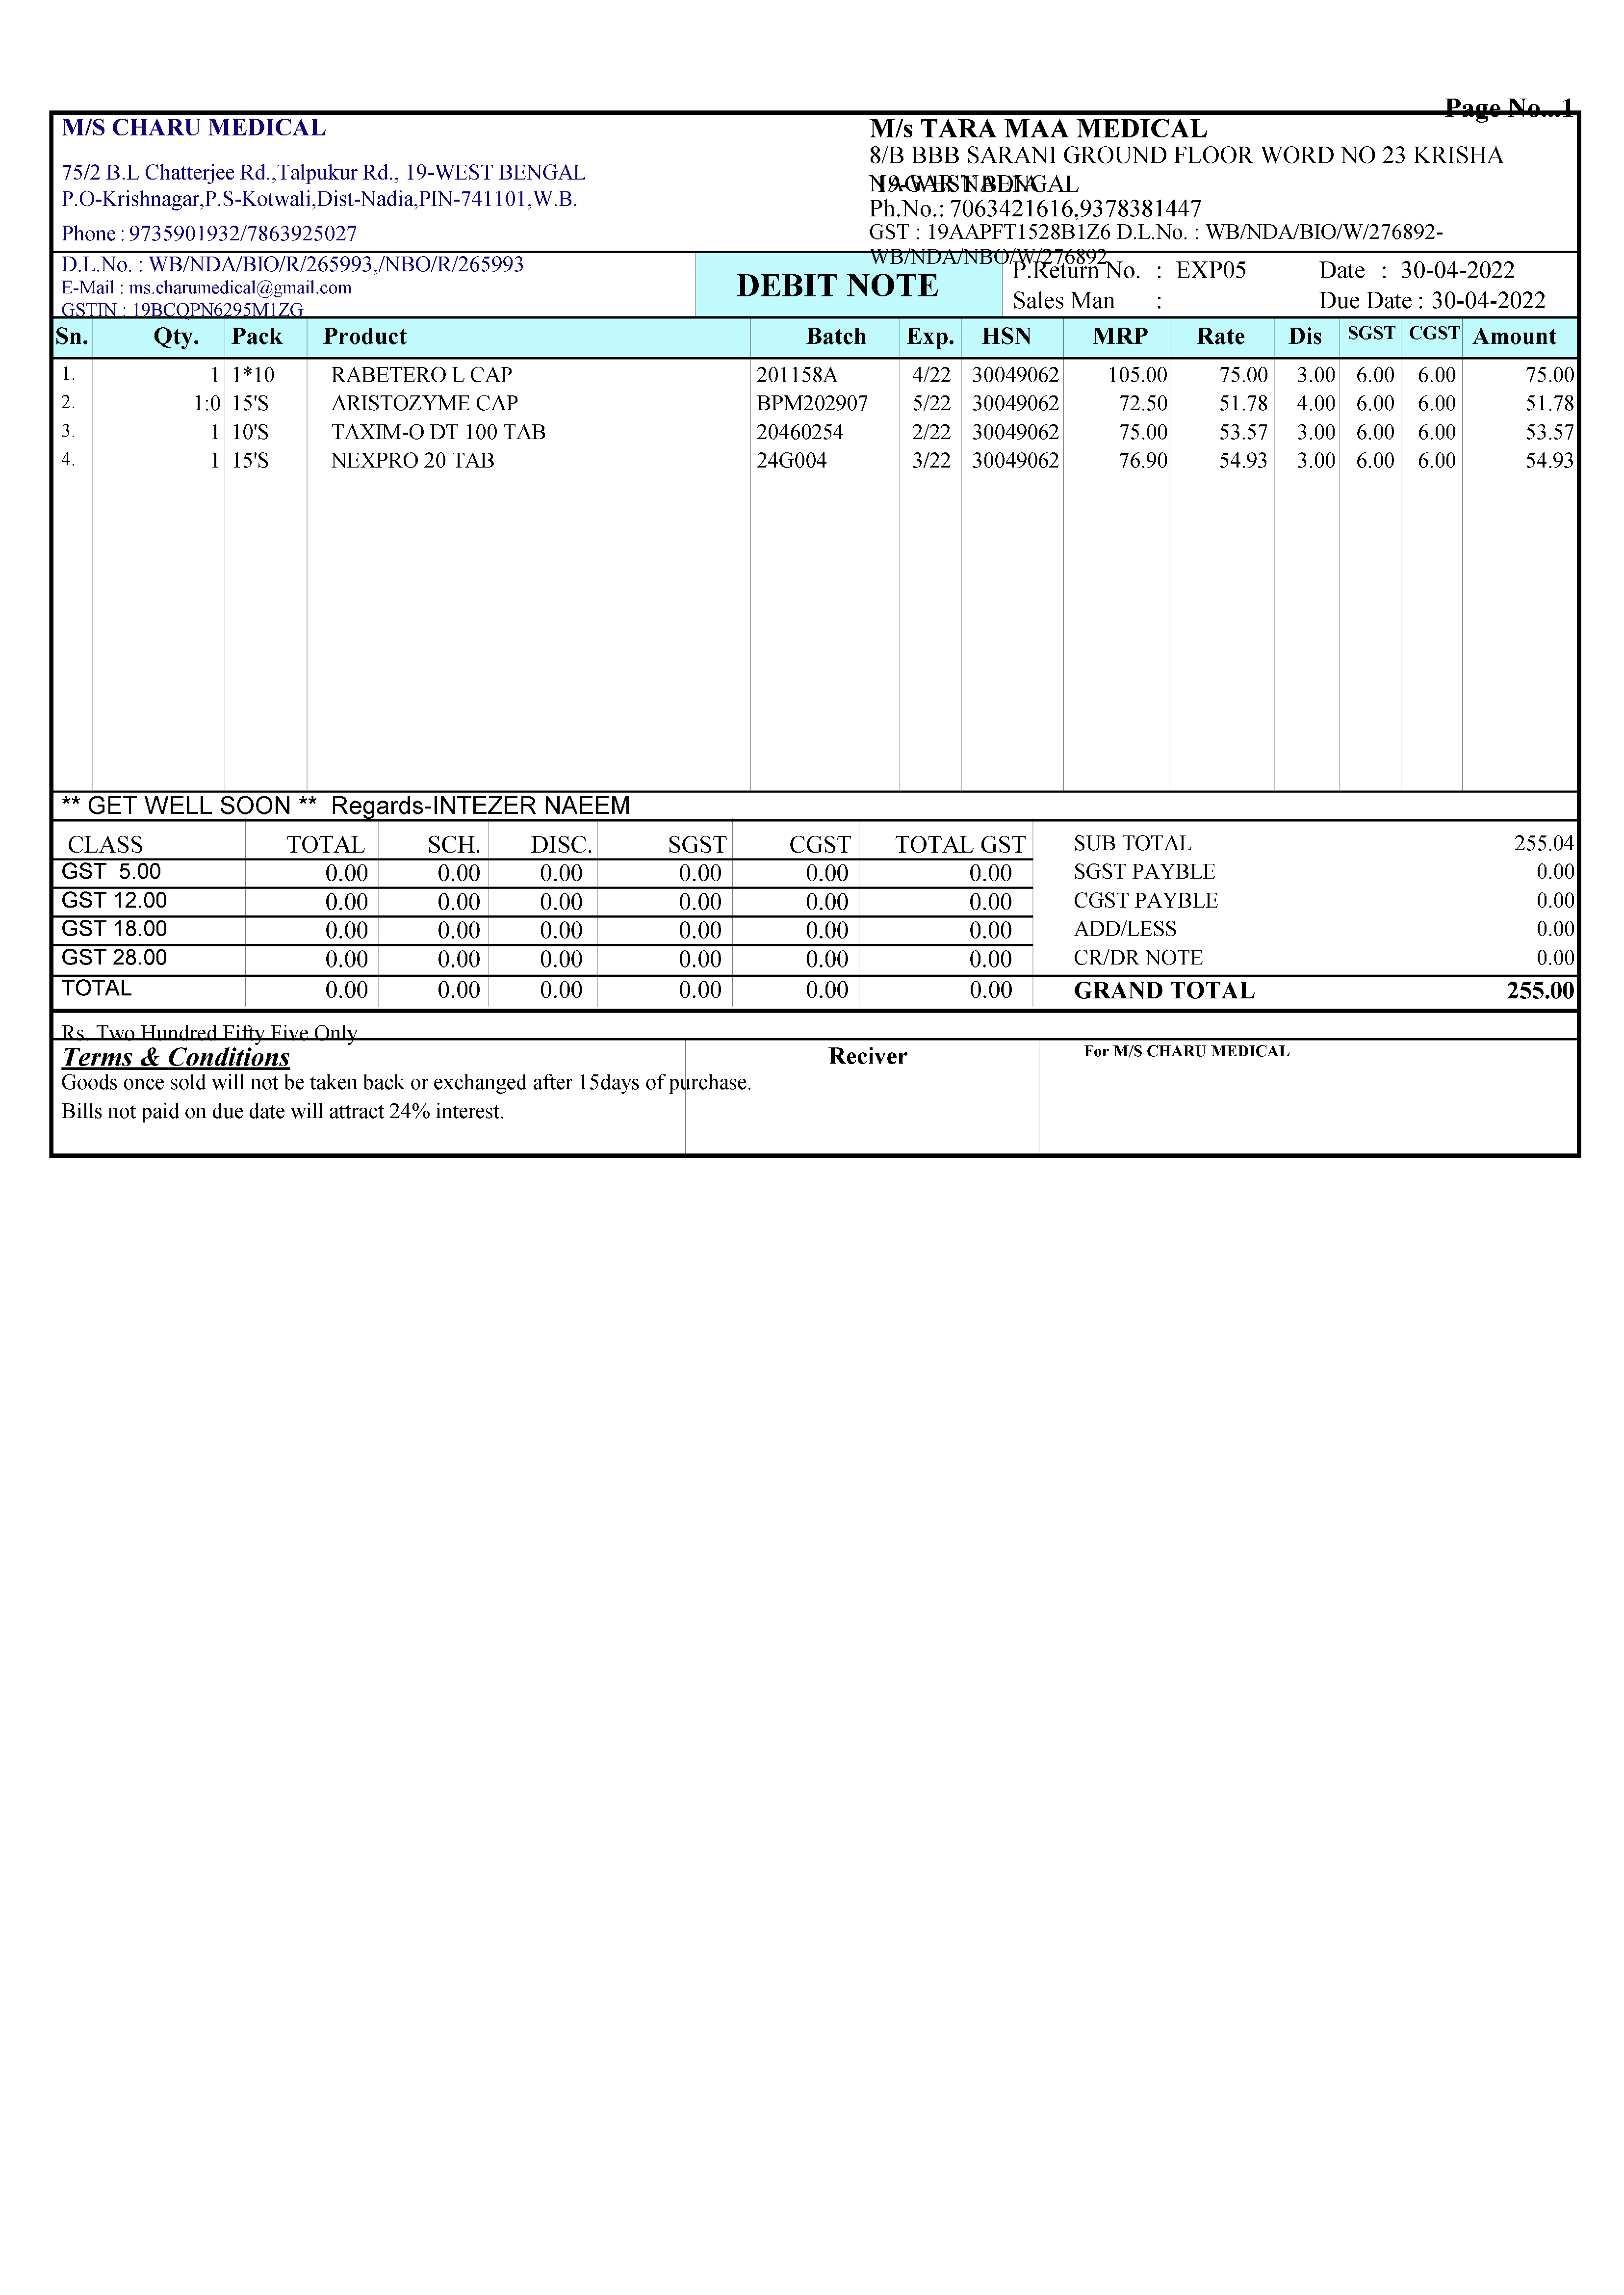 Page No...1
M/S CHARU MEDICAL
75/2 B.L Chatterjee Rd.,Talpukur Rd., 19-WEST BENGAL
P.O-Krishnagar,P.S-Kotwali,Dist-Nadia,PIN-741101,W.B.
Phone : 9735901932/7863925027
D.L.No. : WB/NDA/BIO/R/265993,/NBO/R/265993
E-Mail : ms.charumedical@gmail.com
GSTIN : 19BCQPN6295M1ZG
M/s TARA MAA MEDICAL
8/B BBB SARANI GROUND FLOOR WORD NO 23 KRISHA
NAGAR NADIA
19-WEST BENGAL
Ph.No.: 7063421616,9378381447
GST : 19AAPFT1528B1Z6 D.L.No. : WB/NDA/BIO/W/276892-
WB/NDA/NBO/W/276892
DEBIT NOTE
P.Return No. : EXP05 Date : 30-04-2022
Sales Man : Due Date : 30-04-2022
Sn. Qty. Pack Product Batch Exp. HSN MRP Rate Dis SGST CGST Amount
1. 1 1*10 RABETERO L CAP 201158A 4/22 30049062 105.00 75.00 3.00 6.00 6.00 75.00
2. 1:0 15'S ARISTOZYME CAP BPM202907 5/22 30049062 72.50 51.78 4.00 6.00 6.00 51.78
3. 1 10'S TAXIM-O DT 100 TAB 20460254 2/22 30049062 75.00 53.57 3.00 6.00 6.00 53.57
4. 1 15'S NEXPRO 20 TAB 24G004 3/22 30049062 76.90 54.93 3.00 6.00 6.00 54.93
** GET WELL SOON ** Regards-INTEZER NAEEM
CLASS TOTAL SCH. DISC. SGST CGST TOTAL GST SUB TOTAL 255.04
GST 5.00 0.00 0.00 0.00 0.00 0.00 0.00 SGST PAYBLE 0.00
GST 12.00 0.00 0.00 0.00 0.00 0.00 0.00 CGST PAYBLE 0.00
GST 18.00 0.00 0.00 0.00 0.00 0.00 0.00 ADD/LESS 0.00
GST 28.00 0.00 0.00 0.00 0.00 0.00 0.00 CR/DR NOTE 0.00
TOTAL 0.00 0.00 0.00 0.00 0.00 0.00 GRAND TOTAL 255.00
Rs. Two Hundred Fifty Five Only
Terms & Conditions Reciver For M/S CHARU MEDICAL
Goods once sold will not be taken back or exchanged after 15days of purchase.
Bills not paid on due date will attract 24% interest.